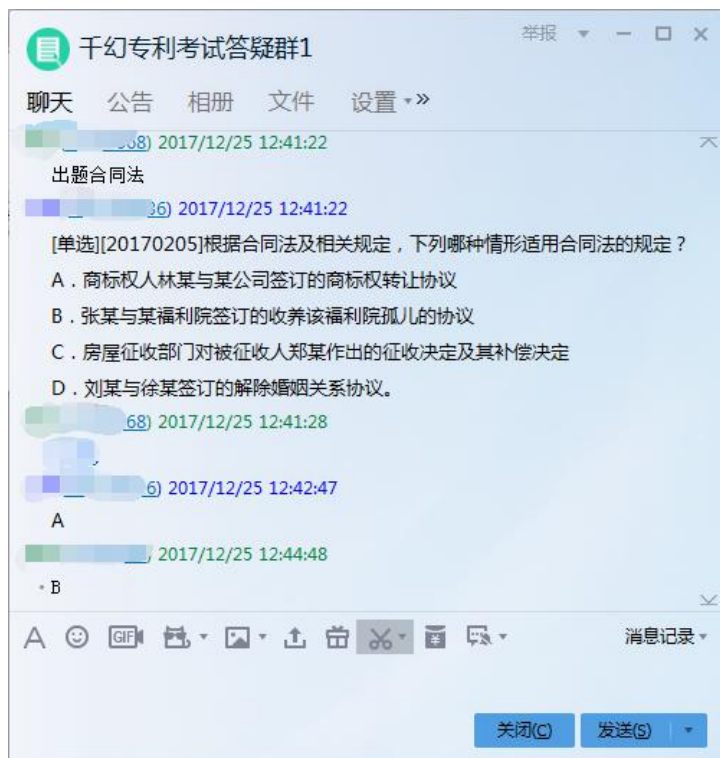 千幻专利考试答疑群1
举报
聊天 公告 相册 文件 设置
68) 2017/12/25 12:41:22
出题合同法
36) 2017/12/25 12:41:22
[单选][20170205]根据合同法及相关规定，下列哪种情形适用合同法的规定？
A．商标权人林某与某公司签订的商标权转让协议
B．张某与某福利院签订的收养该福利院孤儿的协议
C．房屋征收部门对被征收人郑某作出的征收决定及其补偿决定
D．刘某与徐某签订的解除婚姻关系协议。
68) 2017/12/25 12:41:28
6) 2017/12/25 12:42:47
A
2017/12/25 12:44:48
B
GIF
消息记录
关闭(C) 发送(S)